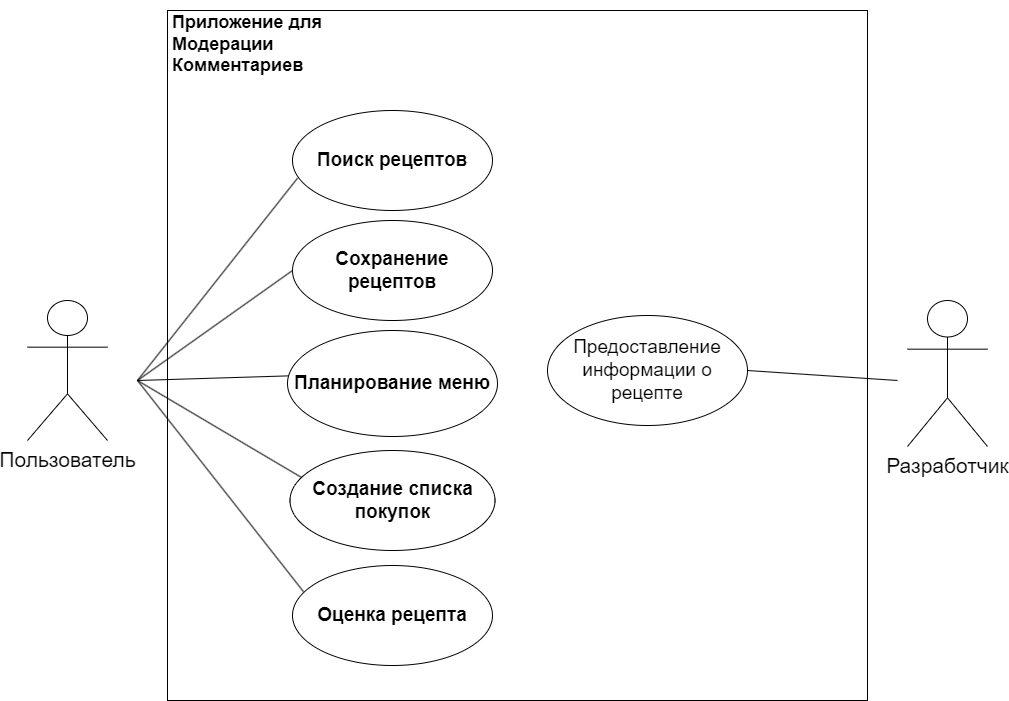 Приложение для
Модерации
Комментариев
Поиск рецептов
Сохранение
рецептов
Планирование меню
Создание списка
покупок
Оценка рецепта
Предоставление
информации о
рецепте
Пользователь
Разработчик